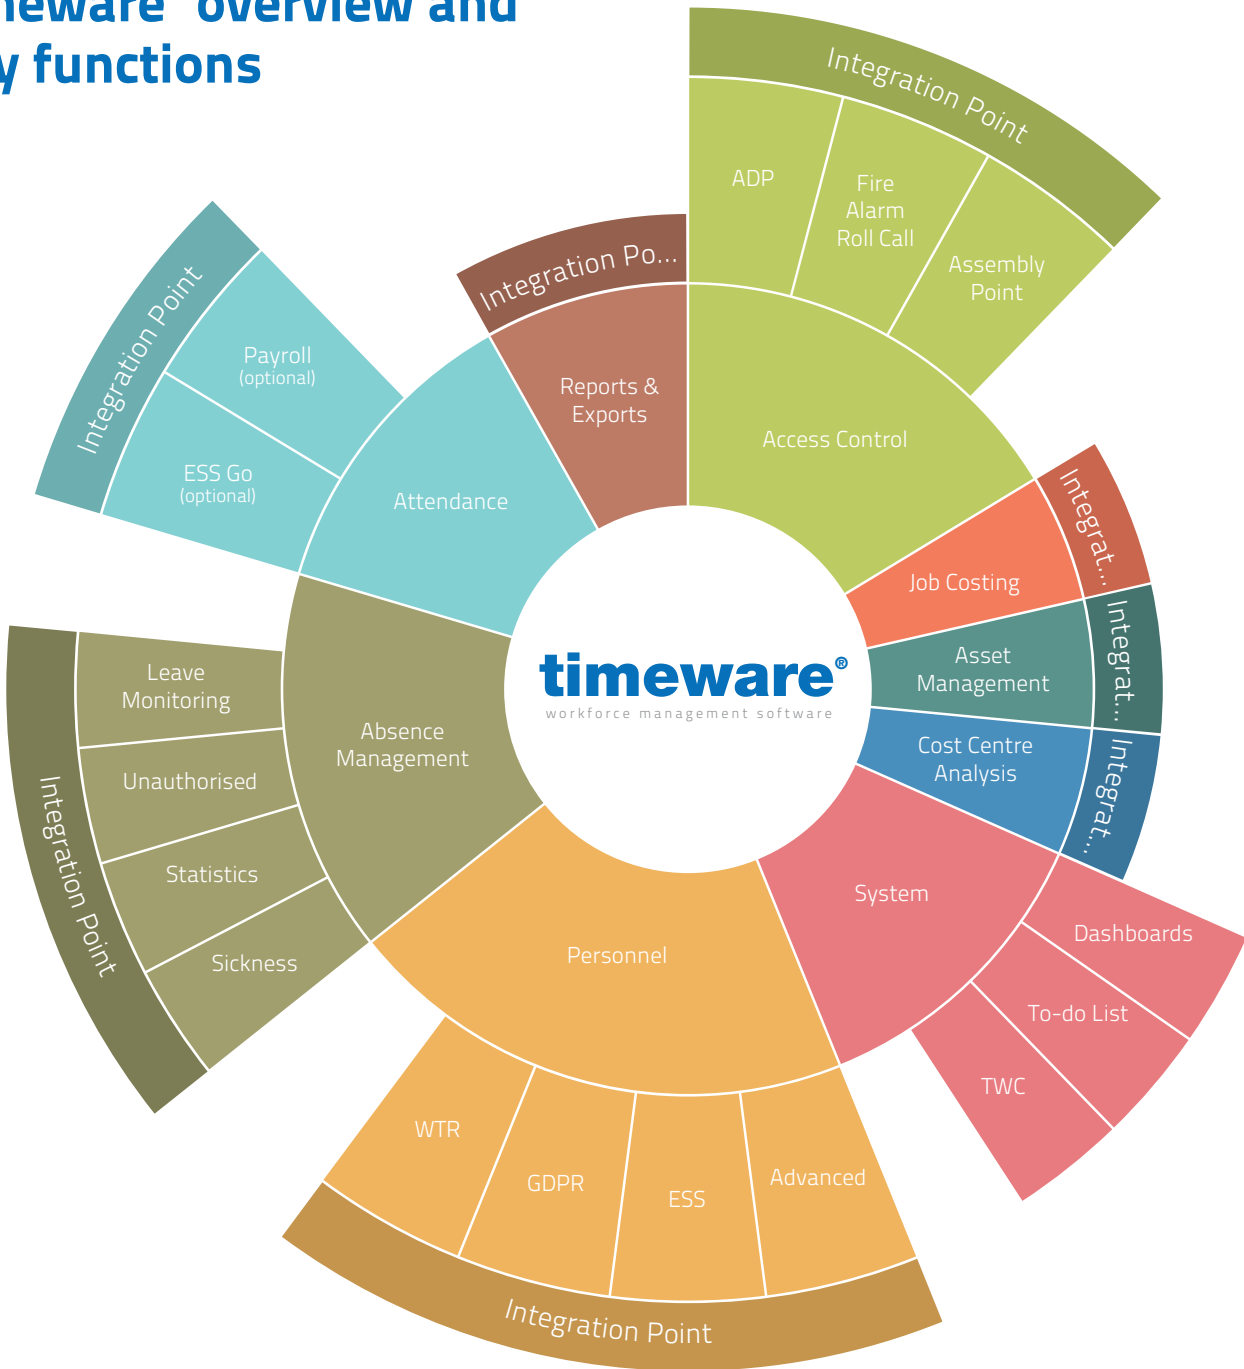 overview and
functions
Integration Point
ADP
Fire
Alarm
Roll Call
Assembly
Point
Access Control
Integration Po...
Reports &
Exports
Integration Point
Payroll
(optional)
ESS Go
(optional)
Attendance
Integrat...
Job Costing
Integrat...
Asset
Management
Integrat...
Cost Centre
Analysis
timeware®
workforce management software
Integration Point
Leave
Monitoring
Unauthorised
Statistics
Sickness
Absence
Management
System
Dashboards
To-do List
TWC
Personnel
WTR
GDPR
ESS
Advanced
Integration Point